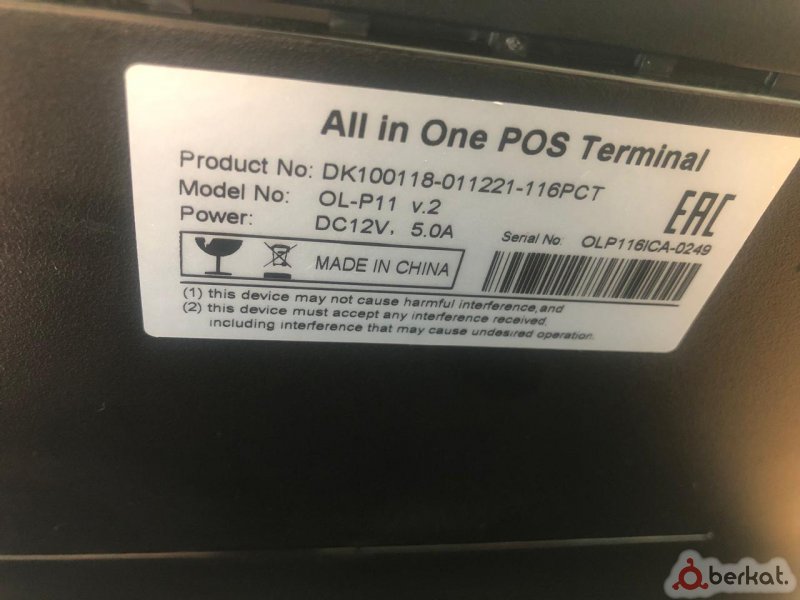 All in One POS Terminal
Product No: DK100118-011221-116PCT
Model No: OL-P11 v.2
Power: DC12V, 5.0A
EAC
Serial No: OLP116ICA-0249
MADE IN CHINA
(1) this device may not cause harmful interference, and
(2) this device must accept any interference received,
including interference that may cause undesired operation.
berkat.